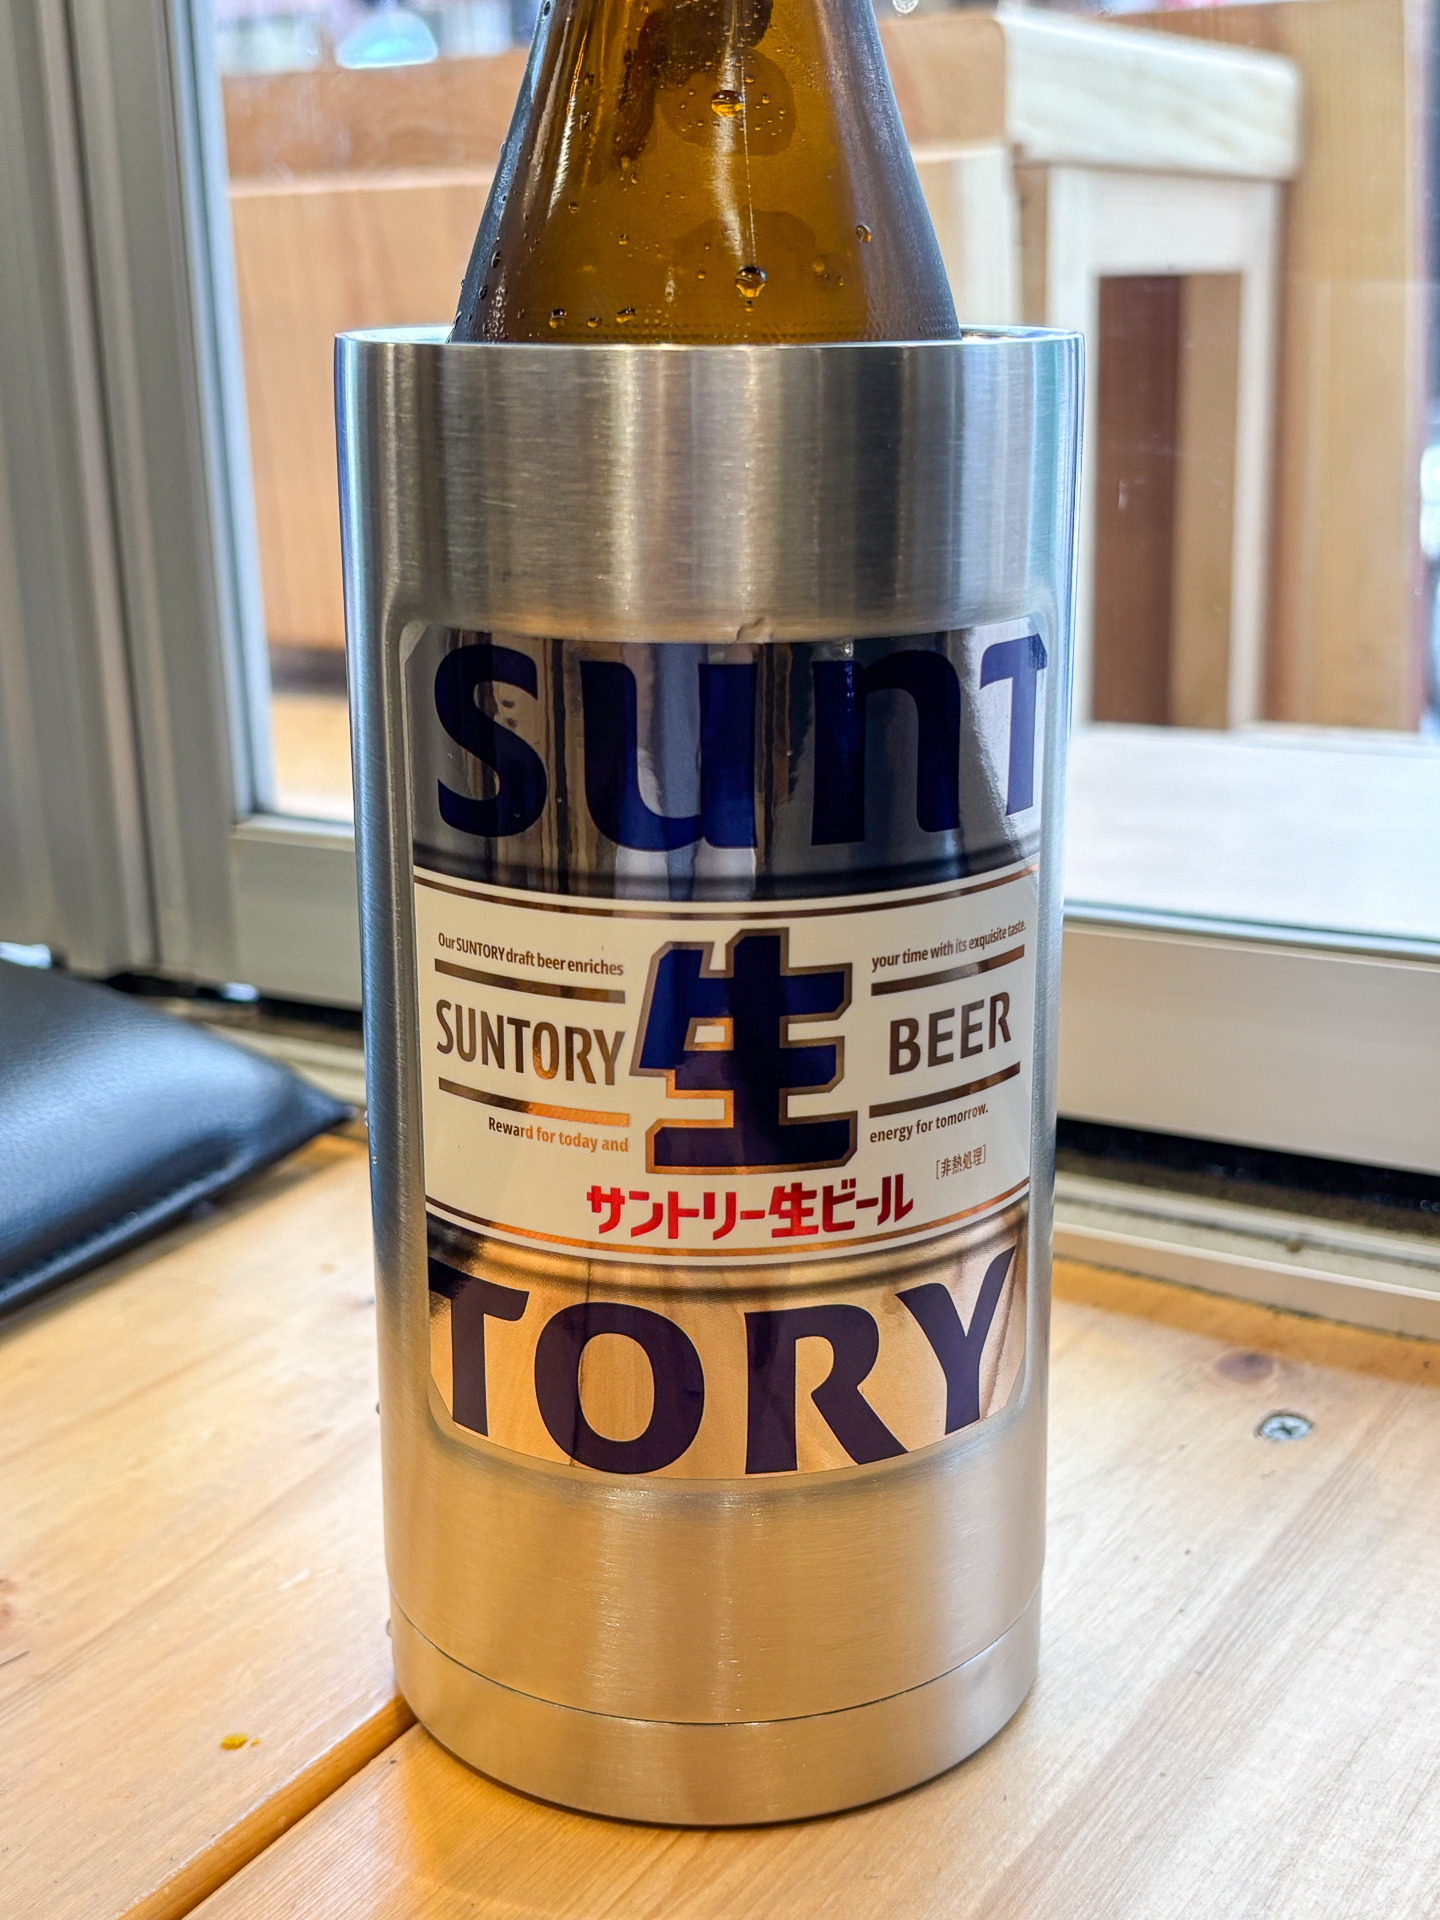 sunT
Our SUNTORY draft beer enriches your time with its exquisite taste.
SUNTORY 生 BEER
Reward for today and energy for tomorrow.
[非熱処理]
サントリー生ビール
TORY